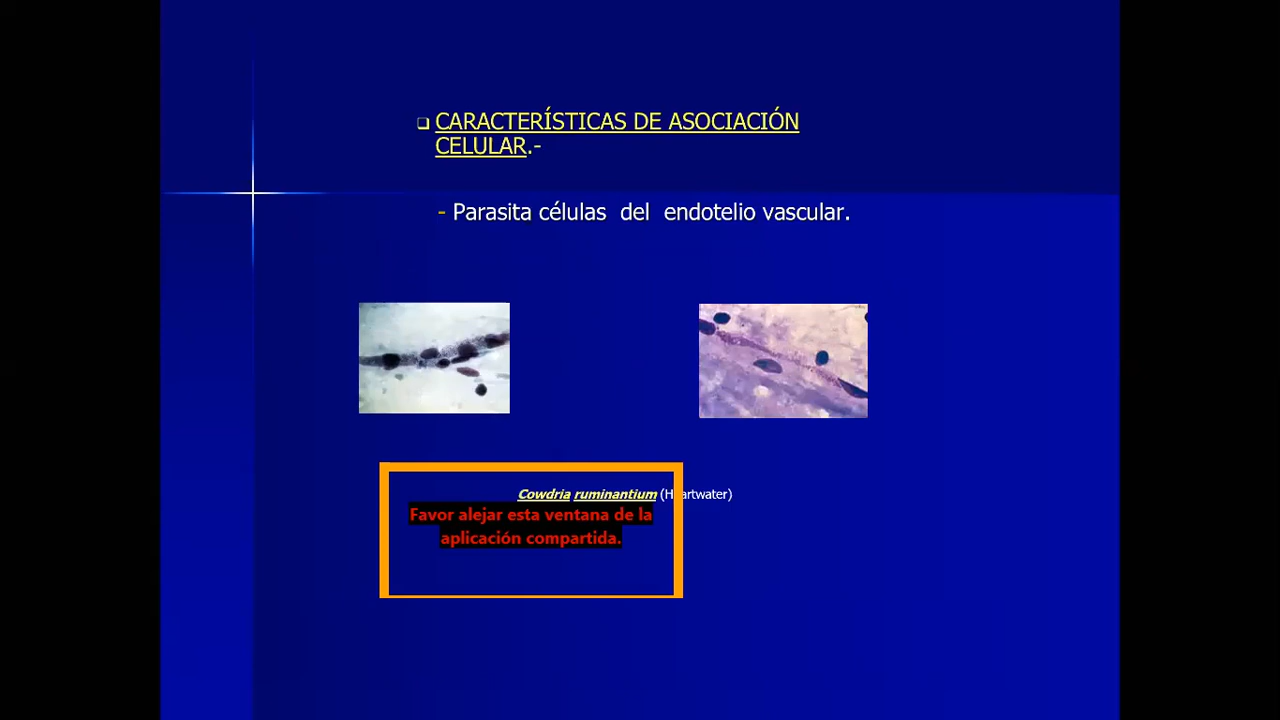 CARACTERÍSTICAS DE ASOCIACIÓN
CELULAR.-
- Parasita células del endotelio vascular.
Cowdria ruminantium (Heartwater)
Favor alejar esta ventana de la
aplicación compartida.